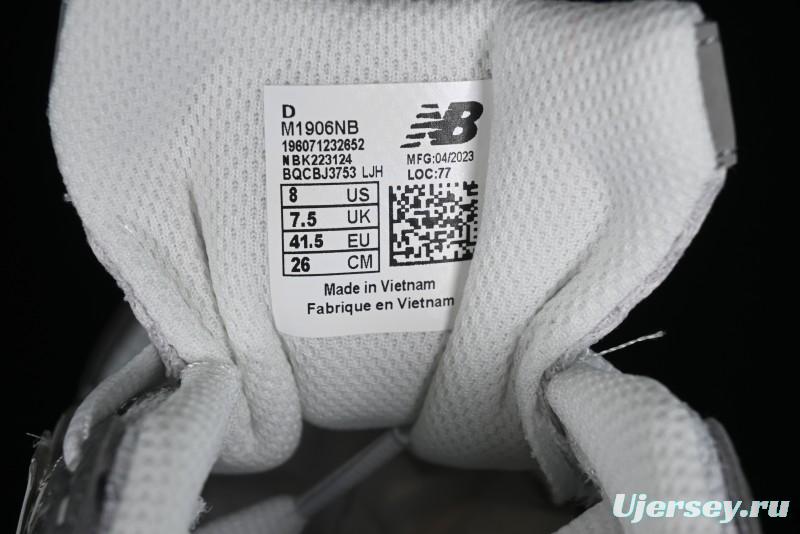 D
M1906NB
196071232652
NBK223124
BQCBJ3753 LJH
NB
MFG:04/2023
LOC:77
8 US
7.5 UK
41.5 EU
26 CM
Made in Vietnam
Fabrique en Vietnam
Ujersey.ru